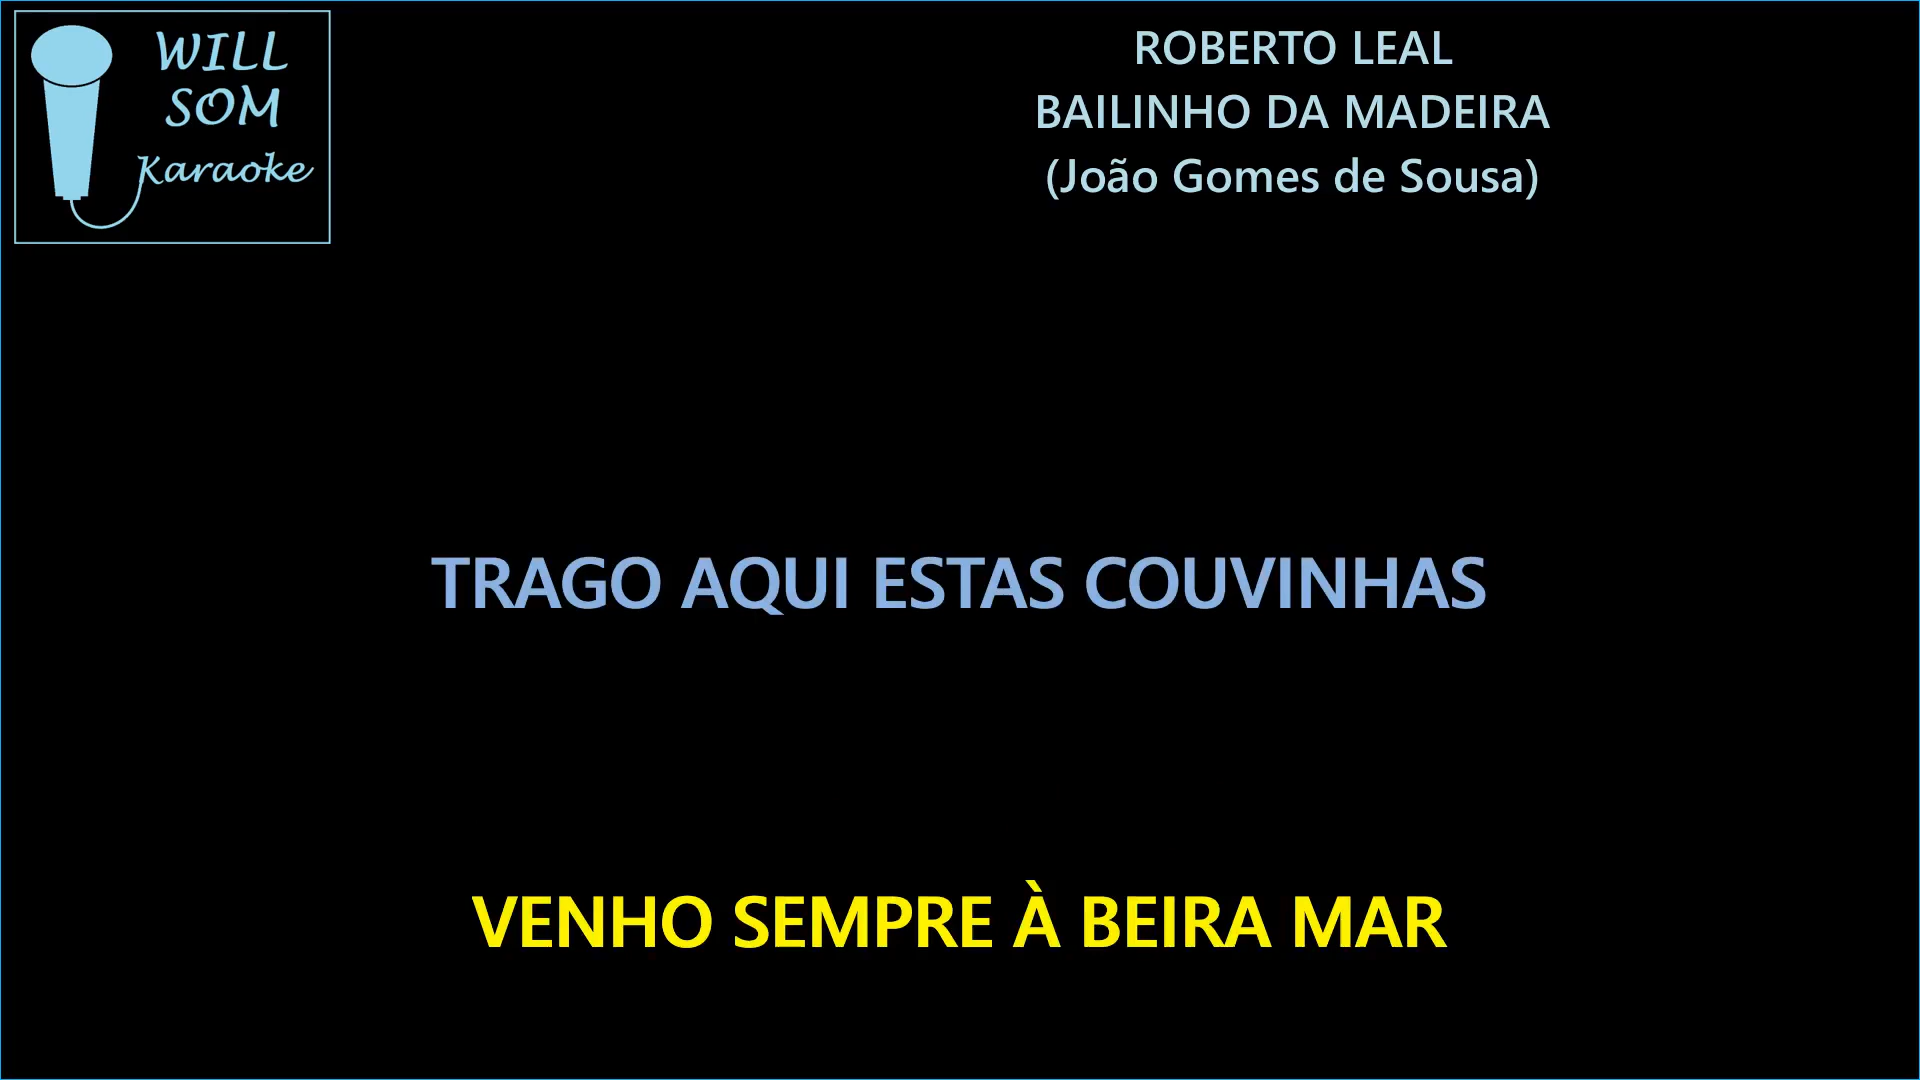 WILL
SOM
Karaoke
ROBERTO LEAL
BAILINHO DA MADEIRA
(João Gomes de Sousa)
TRAGO AQUI ESTAS COUVINHAS
VENHO SEMPRE À BEIRA MAR